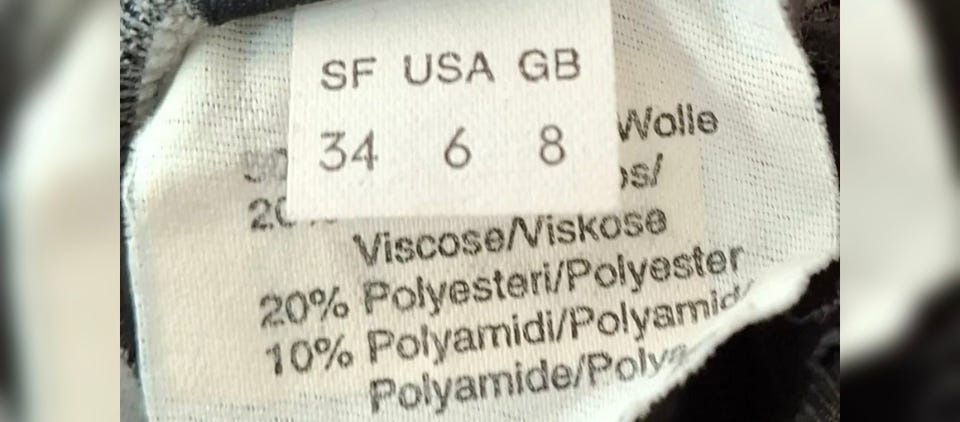 SF USA GB
34 6 8
Wolle
Viscose/Viskose
20% Polyesteri/Polyester
10% Polyamidi/Polyamid/
Polyamide/Poly